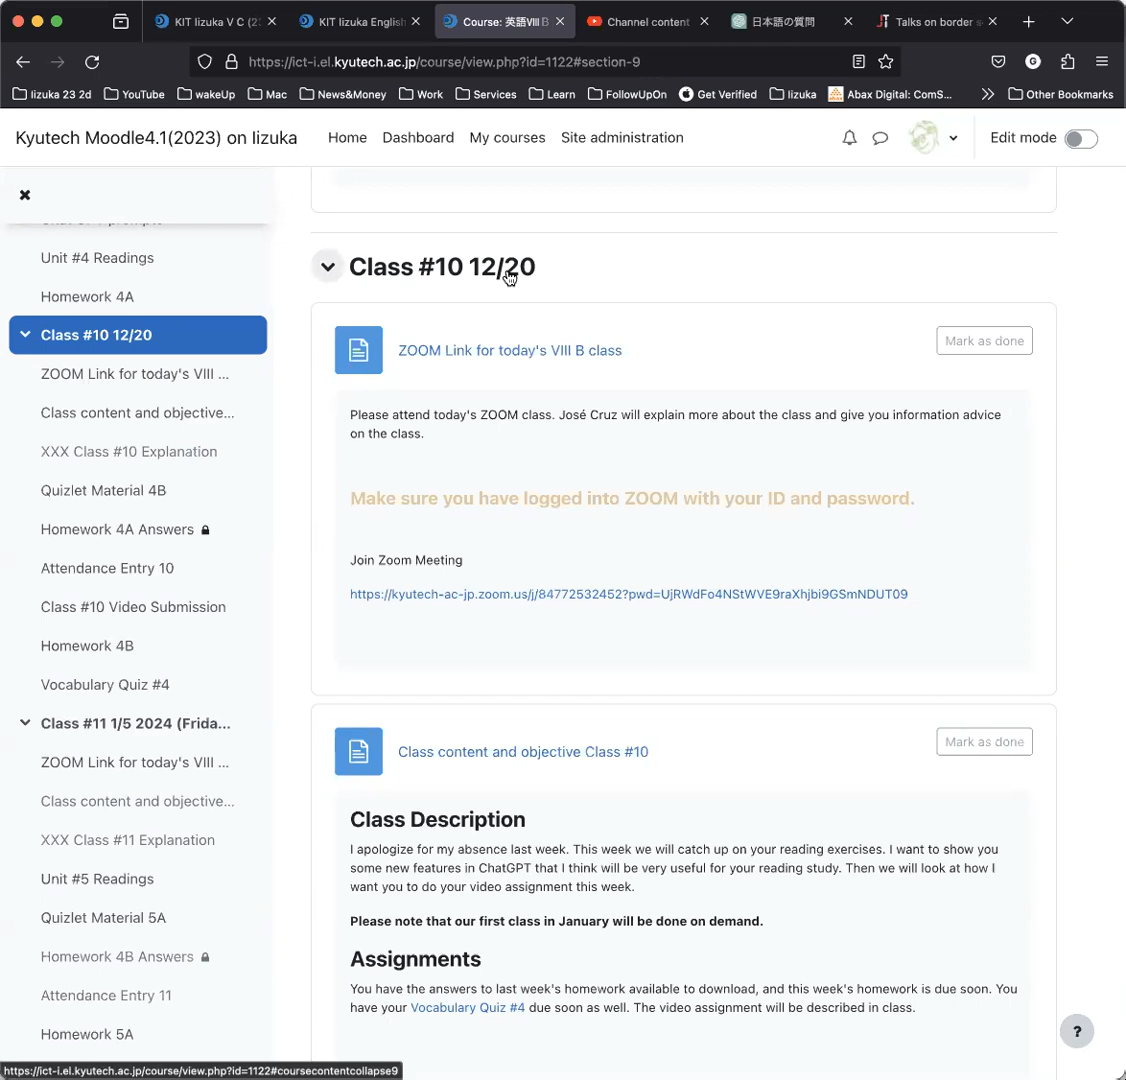 KIT Iizuka V C (2:
KIT Iizuka English
Course: 英語VIII B
Channel content
日本語の質問
JT Talks on border s
https://ict-i.el.kyutech.ac.jp/course/view.php?id=1122#section-9
Iizuka 23 2d
YouTube
wakeUp
Mac
News&Money
Work
Services
Learn
FollowUpOn
Get Verified
Iizuka
Abax Digital: ComS...
Other Bookmarks
Kyutech Moodle4.1(2023) on Iizuka
Home
Dashboard
My courses
Site administration
Edit mode
Unit #4 Readings
Homework 4A
Class #10 12/20
ZOOM Link for today's VIII ...
Class content and objective...
XXX Class #10 Explanation
Quizlet Material 4B
Homework 4A Answers
Attendance Entry 10
Class #10 Video Submission
Homework 4B
Vocabulary Quiz #4
Class #11 1/5 2024 (Frida...
ZOOM Link for today's VIII ...
Class content and objective...
XXX Class #11 Explanation
Unit #5 Readings
Quizlet Material 5A
Homework 4B Answers
Attendance Entry 11
Homework 5A
Class #10 12/20
ZOOM Link for today's VIII B class
Mark as done
Please attend today's ZOOM class. José Cruz will explain more about the class and give you information advice
on the class.
Make sure you have logged into ZOOM with your ID and password.
Join Zoom Meeting
https://kyutech-ac-jp.zoom.us/j/84772532452?pwd=UjRWdFo4NStWVE9raXhjbi9GSmNDUT09
Class content and objective Class #10
Mark as done
Class Description
I apologize for my absence last week. This week we will catch up on your reading exercises. I want to show you
some new features in ChatGPT that I think will be very useful for your reading study. Then we will look at how I
want you to do your video assignment this week.
Please note that our first class in January will be done on demand.
Assignments
You have the answers to last week's homework available to download, and this week's homework is due soon. You
have your Vocabulary Quiz #4 due soon as well. The video assignment will be described in class.
?
https://ict-i.el.kyutech.ac.jp/course/view.php?id=1122#coursecontentcollapse9